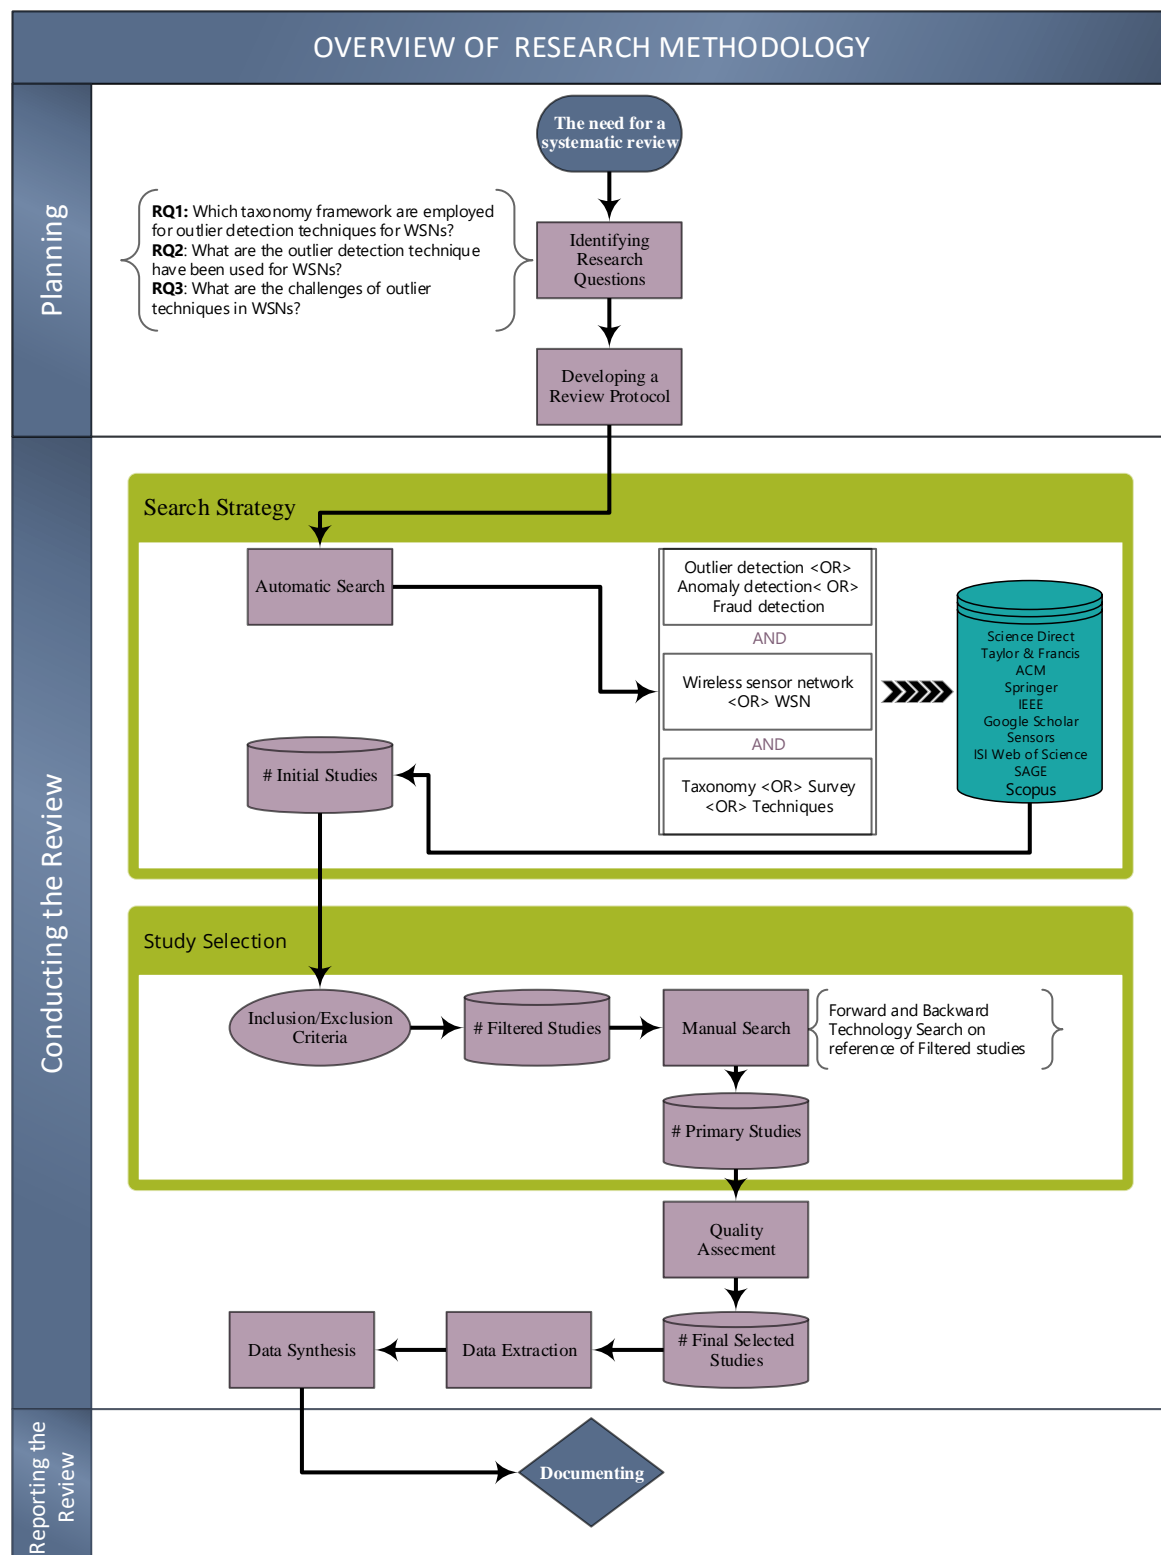 OVERVIEW OF RESEARCH METHODOLOGY
Planning
The need for a
systematic review
RQ1: Which taxonomy framework are employed
for outlier detection techniques for WSNs?
RQ2: What are the outlier detection technique
have been used for WSNs?
RQ3: What are the challenges of outlier
techniques in WSNs?
Identifying
Research
Questions
Developing a
Review Protocol
Conducting the Review
Search Strategy
Automatic Search
Outlier detection <OR>
Anomaly detection< OR>
Fraud detection
AND
Wireless sensor network
<OR> WSN
AND
Taxonomy <OR> Survey
<OR> Techniques
Science Direct
Taylor & Francis
ACM
Springer
IEEE
Google Scholar
Sensors
ISI Web of Science
SAGE
Scopus
# Initial Studies
Study Selection
Inclusion/Exclusion
Criteria
# Filtered Studies
Manual Search
Forward and Backward
Technology Search on
reference of Filtered studies
# Primary Studies
Quality
Assecment
# Final Selected
Studies
Data Extraction
Data Synthesis
Reporting the
Review
Documenting